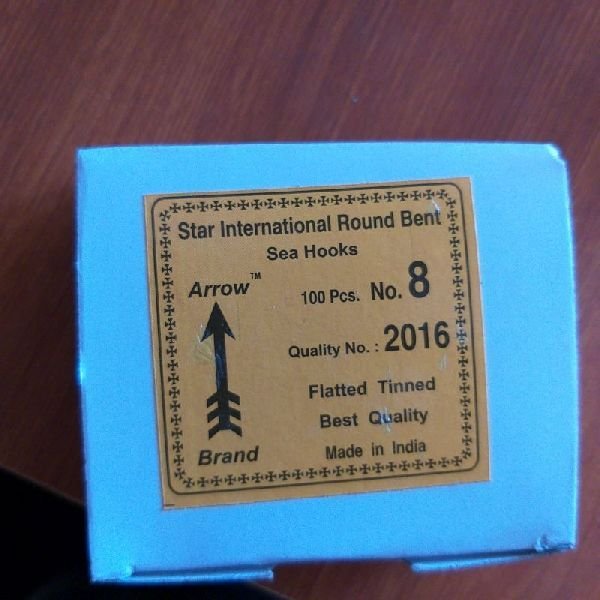 Star International Round Bent
Sea Hooks
Arrow™
100 Pcs. No. 8
Quality No. : 2016
Flatted Tinned
Best Quality
Brand
Made in India